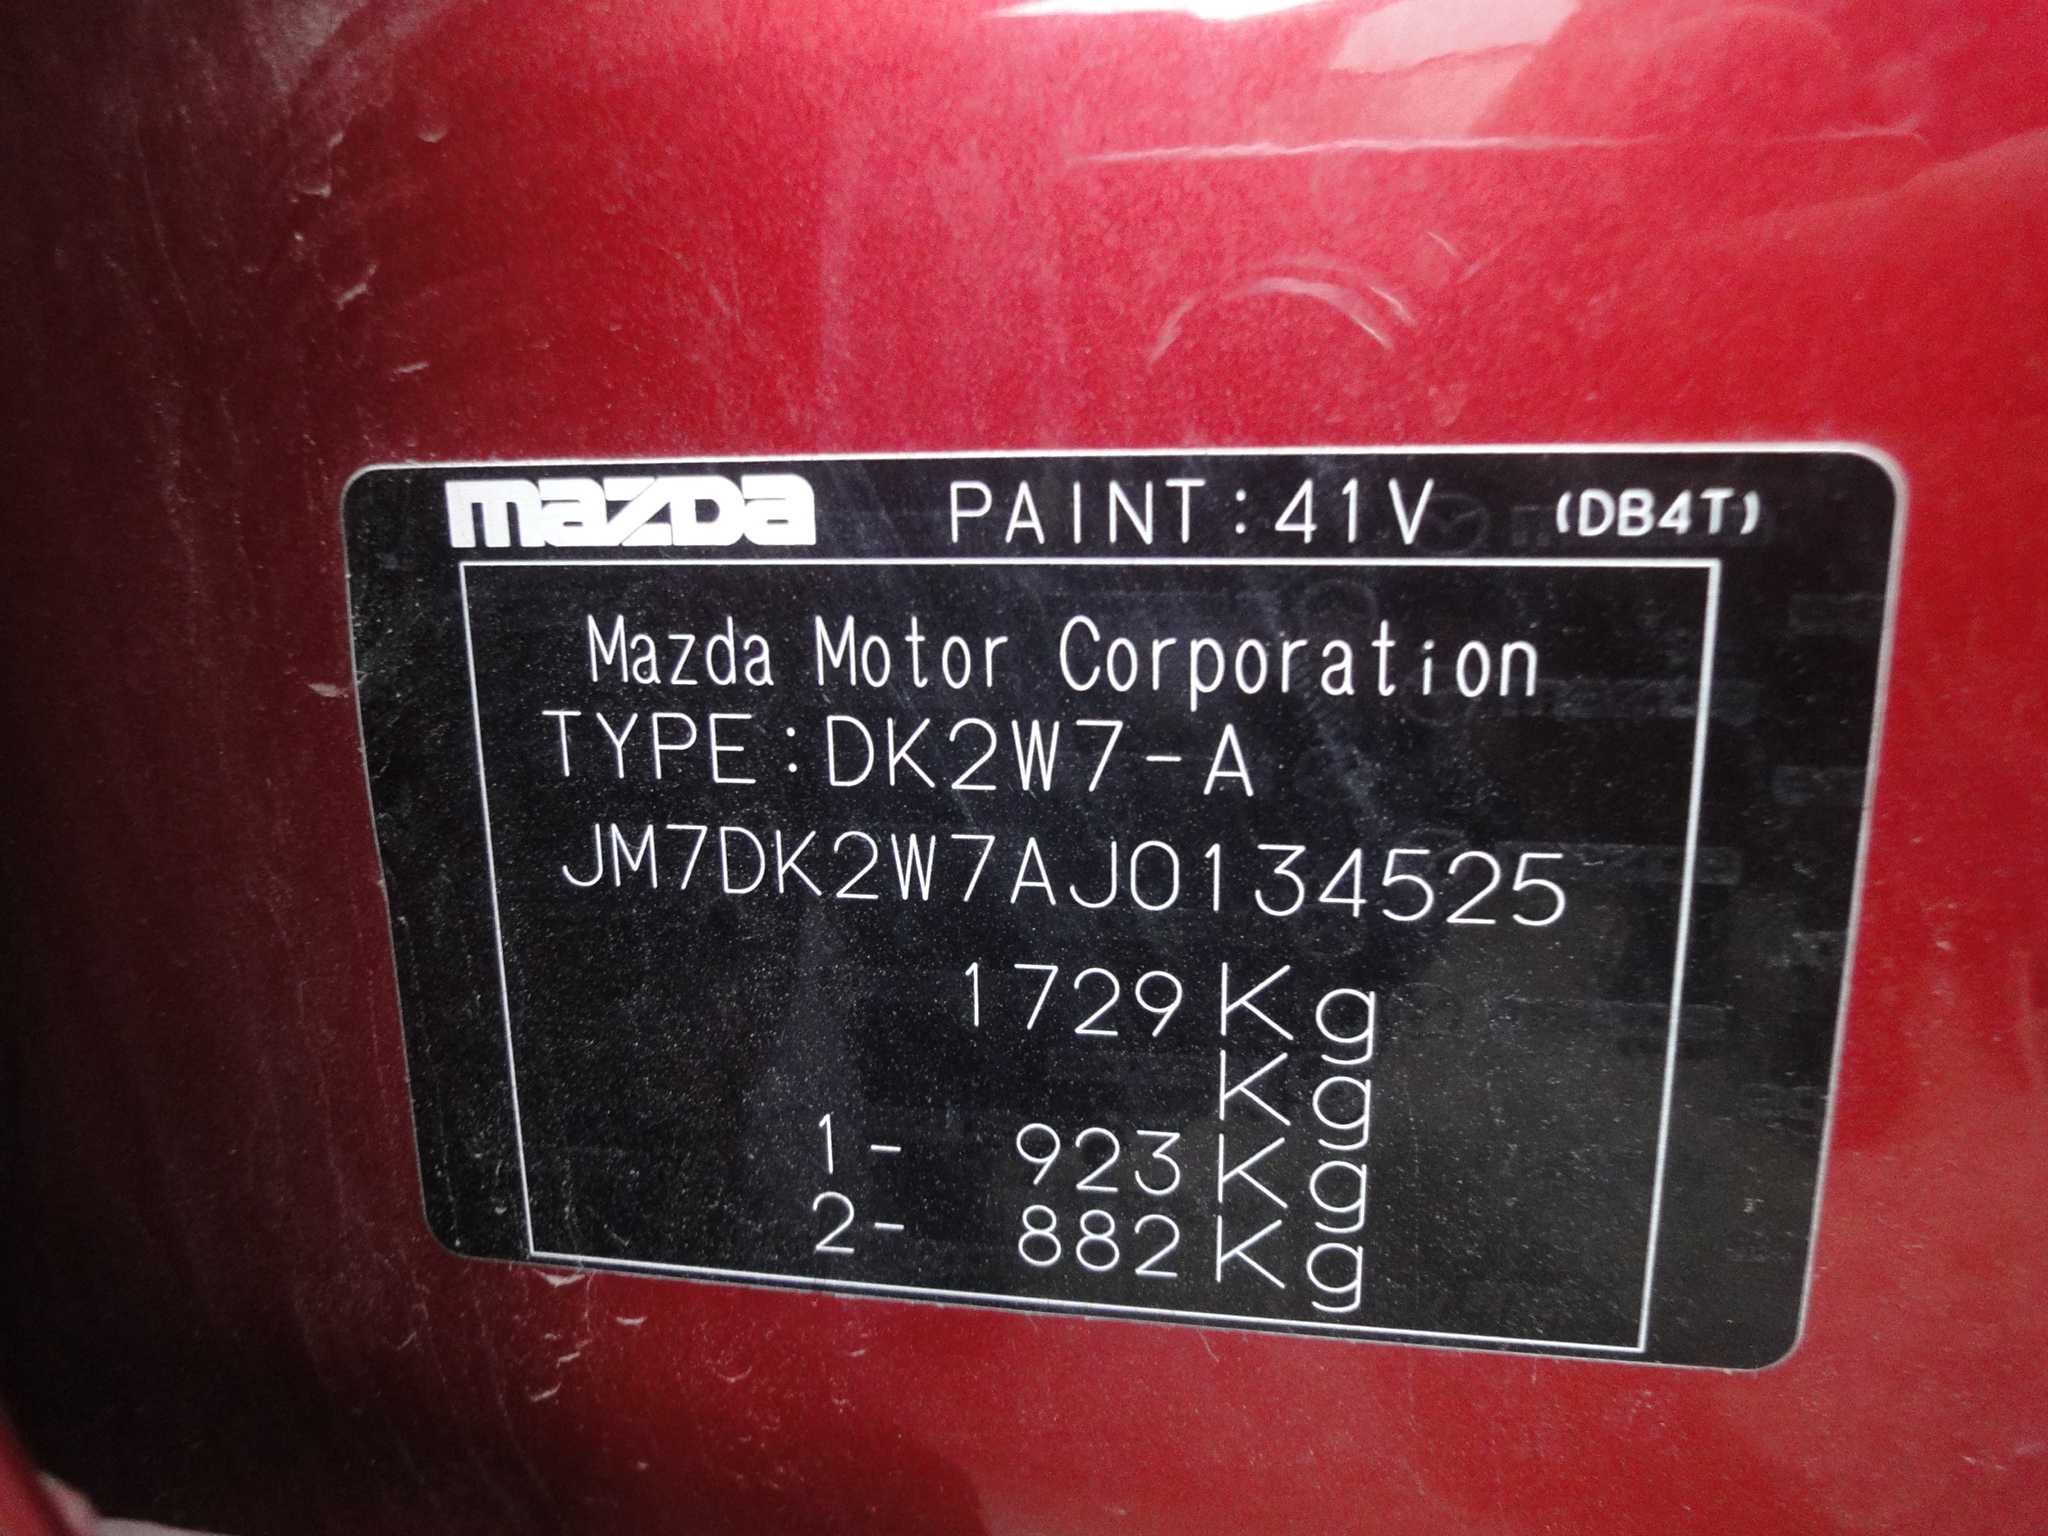 mazda PAINT:41V (DB4T)
Mazda Motor Corporation
TYPE:DK2W7-A
JM7DK2W7AJ0134525
1729Kg
Kg
1- 923Kg
2- 882Kg